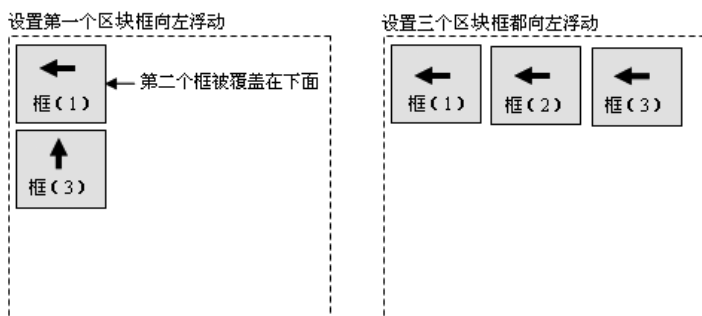 设置第一个区块框向左浮动
框(1)
第二个框被覆盖在下面
框(3)
设置三个区块框都向左浮动
框(1)
框(2)
框(3)